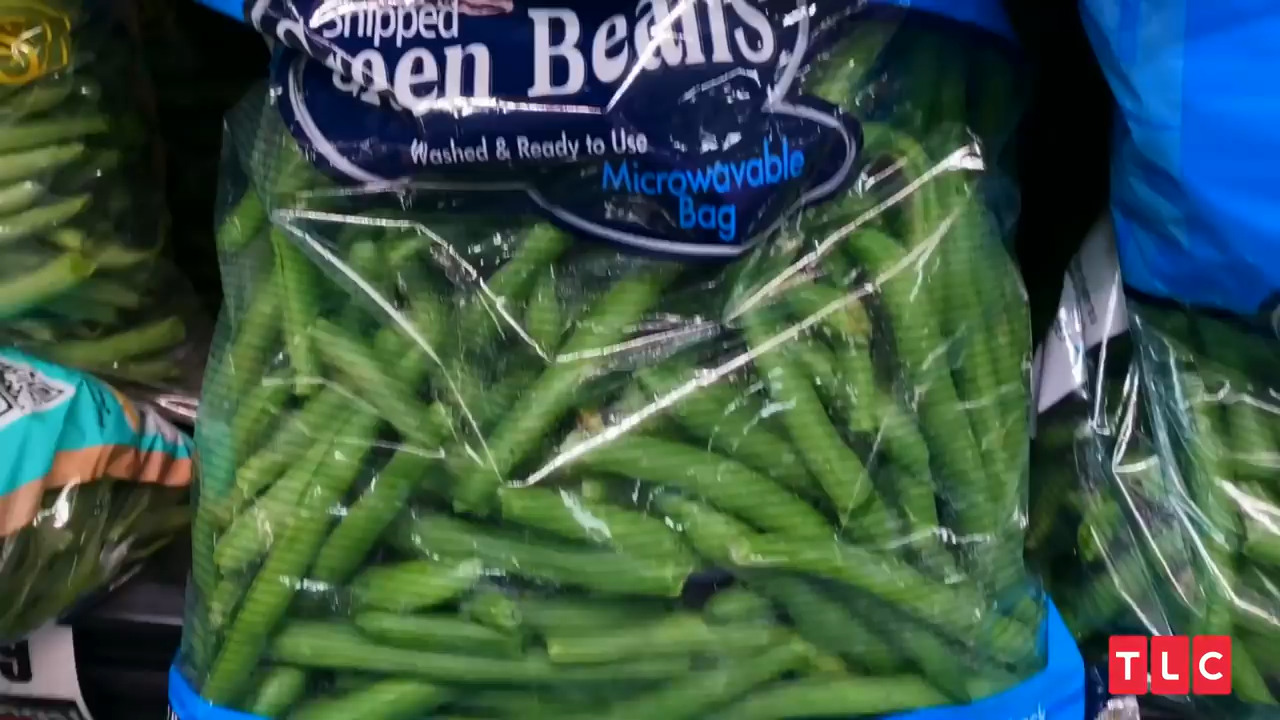 Snipped
Green Beans
Washed & Ready to Use
Microwavable
Bag
TLC